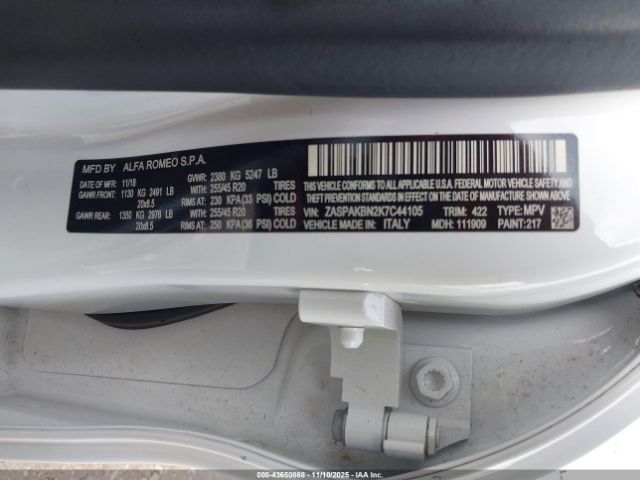 MFD BY ALFA ROMEO S.P.A.
DATE OF MFR: 11/18 GVWR: 2380 KG 5247 LB
GAWR FRONT: 1130 KG 2491 LB WITH 255/45 R20 TIRES
20x8.5 RIMS AT: 230 KPA(33 PSI) COLD
GAWR REAR: 1350 KG 2976 LB WITH 255/45 R20 TIRES
20x8.5 RIMS AT: 250 KPA(36 PSI) COLD
THIS VEHICLE CONFORMS TO ALL APPLICABLE U.S.A. FEDERAL MOTOR VEHICLE SAFETY, BUMPER, AND
THEFT PREVENTION STANDARDS IN EFFECT ON THE DATE OF MANUFACTURE SHOWN ABOVE
VIN: ZASPAKBN2K7C44105 TRIM: 422 TYPE: MPV
VEHICLE MADE IN: ITALY MDH: 111909 PAINT: 217
000-43650868 - 11/10/2025 - IAAI.COM